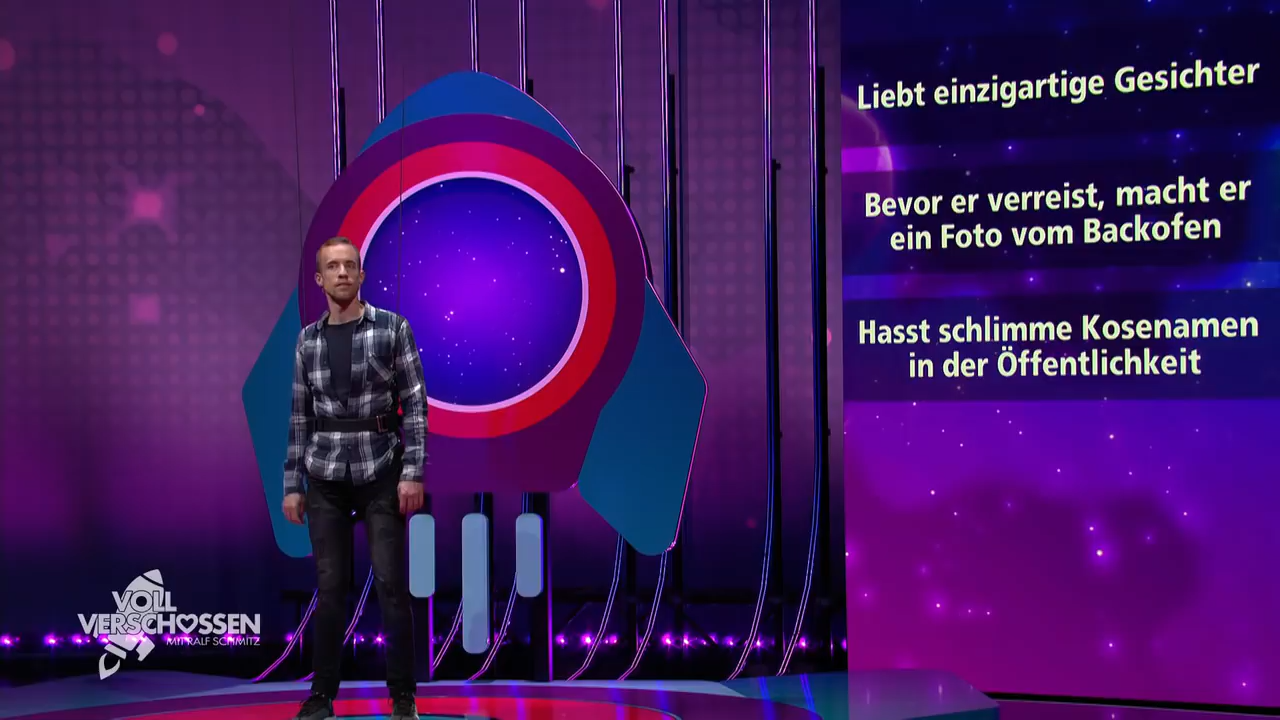 Liebt einzigartige Gesichter
Bevor er verreist, macht er
ein Foto vom Backofen
Hasst schlimme Kosenamen
in der Öffentlichkeit
VOLL
VERSCHOSSEN
MIT RALF SCHMITZ